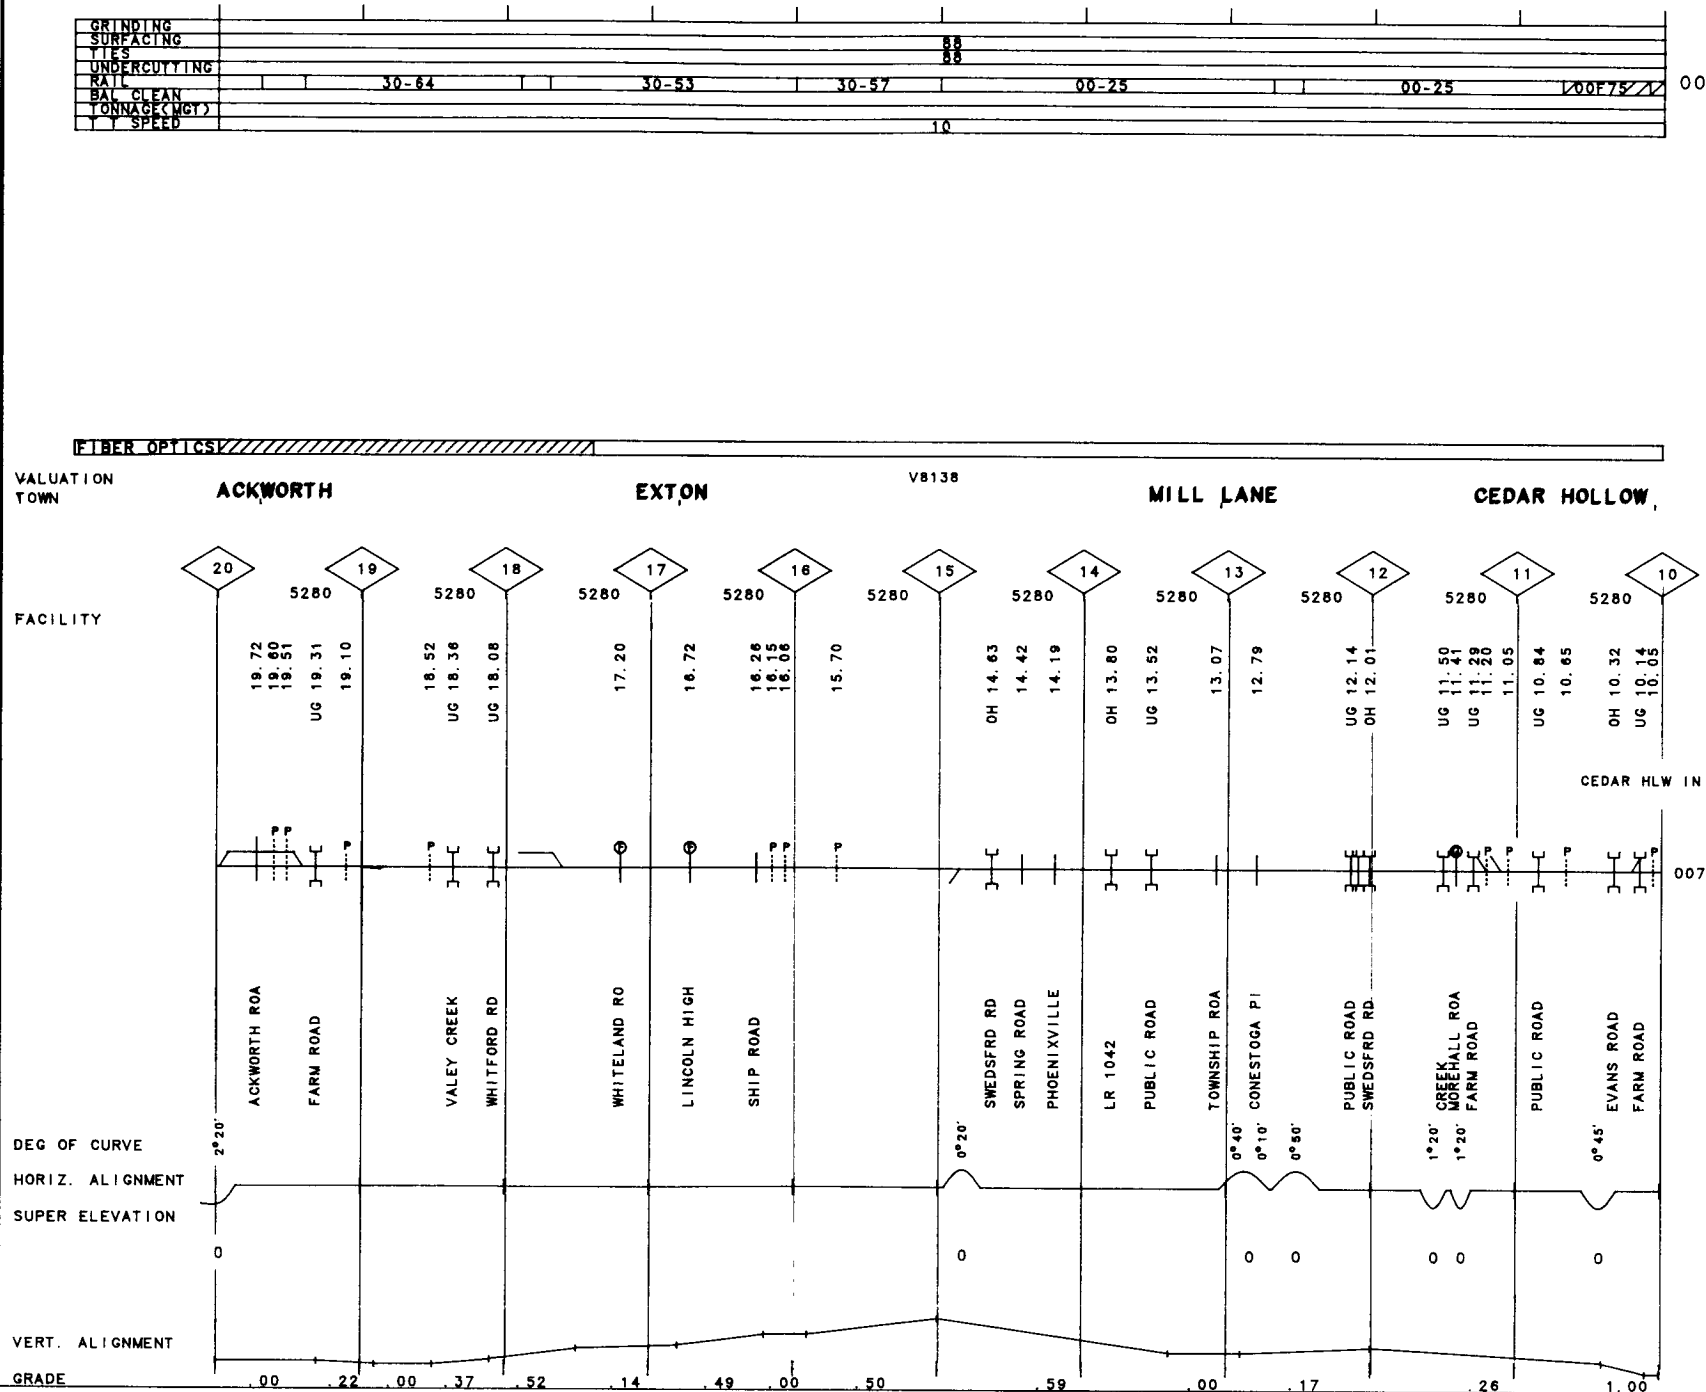 GRINDING
SURFACING 88
TIES 88
UNDERCUTTING
RAIL 30-64 30-53 30-57 00-25 00-25 00F75 00
BAL CLEAN
TONNAGE(MGT)
T T SPEED 10
FIBER OPTICS
VALUATION V8138
TOWN ACKWORTH EXTON MILL LANE CEDAR HOLLOW
20 19 18 17 16 15 14 13 12 11 10
5280 5280 5280 5280 5280 5280 5280 5280 5280 5280
FACILITY
19.72
19.60
19.51
UG 19.31
19.10
18.52
UG 18.36
UG 18.08
17.20
16.72
16.26
16.15
16.06
15.70
OH 14.63
14.42
14.19
OH 13.80
UG 13.52
13.07
12.79
UG 12.14
OH 12.01
UG 11.50
11.41
UG 11.29
11.20
11.05
UG 10.84
10.65
OH 10.32
UG 10.14
10.05
CEDAR HLW IN
P P P P F F P P P P P P P
007
ACKWORTH ROA
FARM ROAD
VALEY CREEK
WHITFORD RD
WHITELAND RO
LINCOLN HIGH
SHIP ROAD
SWEDSFRD RD
SPRING ROAD
PHOENIXVILLE
LR 1042
PUBLIC ROAD
TOWNSHIP ROA
CONESTOGA PI
PUBLIC ROAD
SWEDSFRD RD
CREEK
MOREHALL ROA
FARM ROAD
PUBLIC ROAD
EVANS ROAD
FARM ROAD
DEG OF CURVE 2°20' 0°20' 0°40' 0°10' 0°50' 1°20' 1°20' 0°45'
HORIZ. ALIGNMENT
SUPER ELEVATION
0 0 0 0 0 0 0
VERT. ALIGNMENT
GRADE .00 .22 .00 .37 .52 .14 .49 .00 .50 .59 .00 .17 .26 1.00